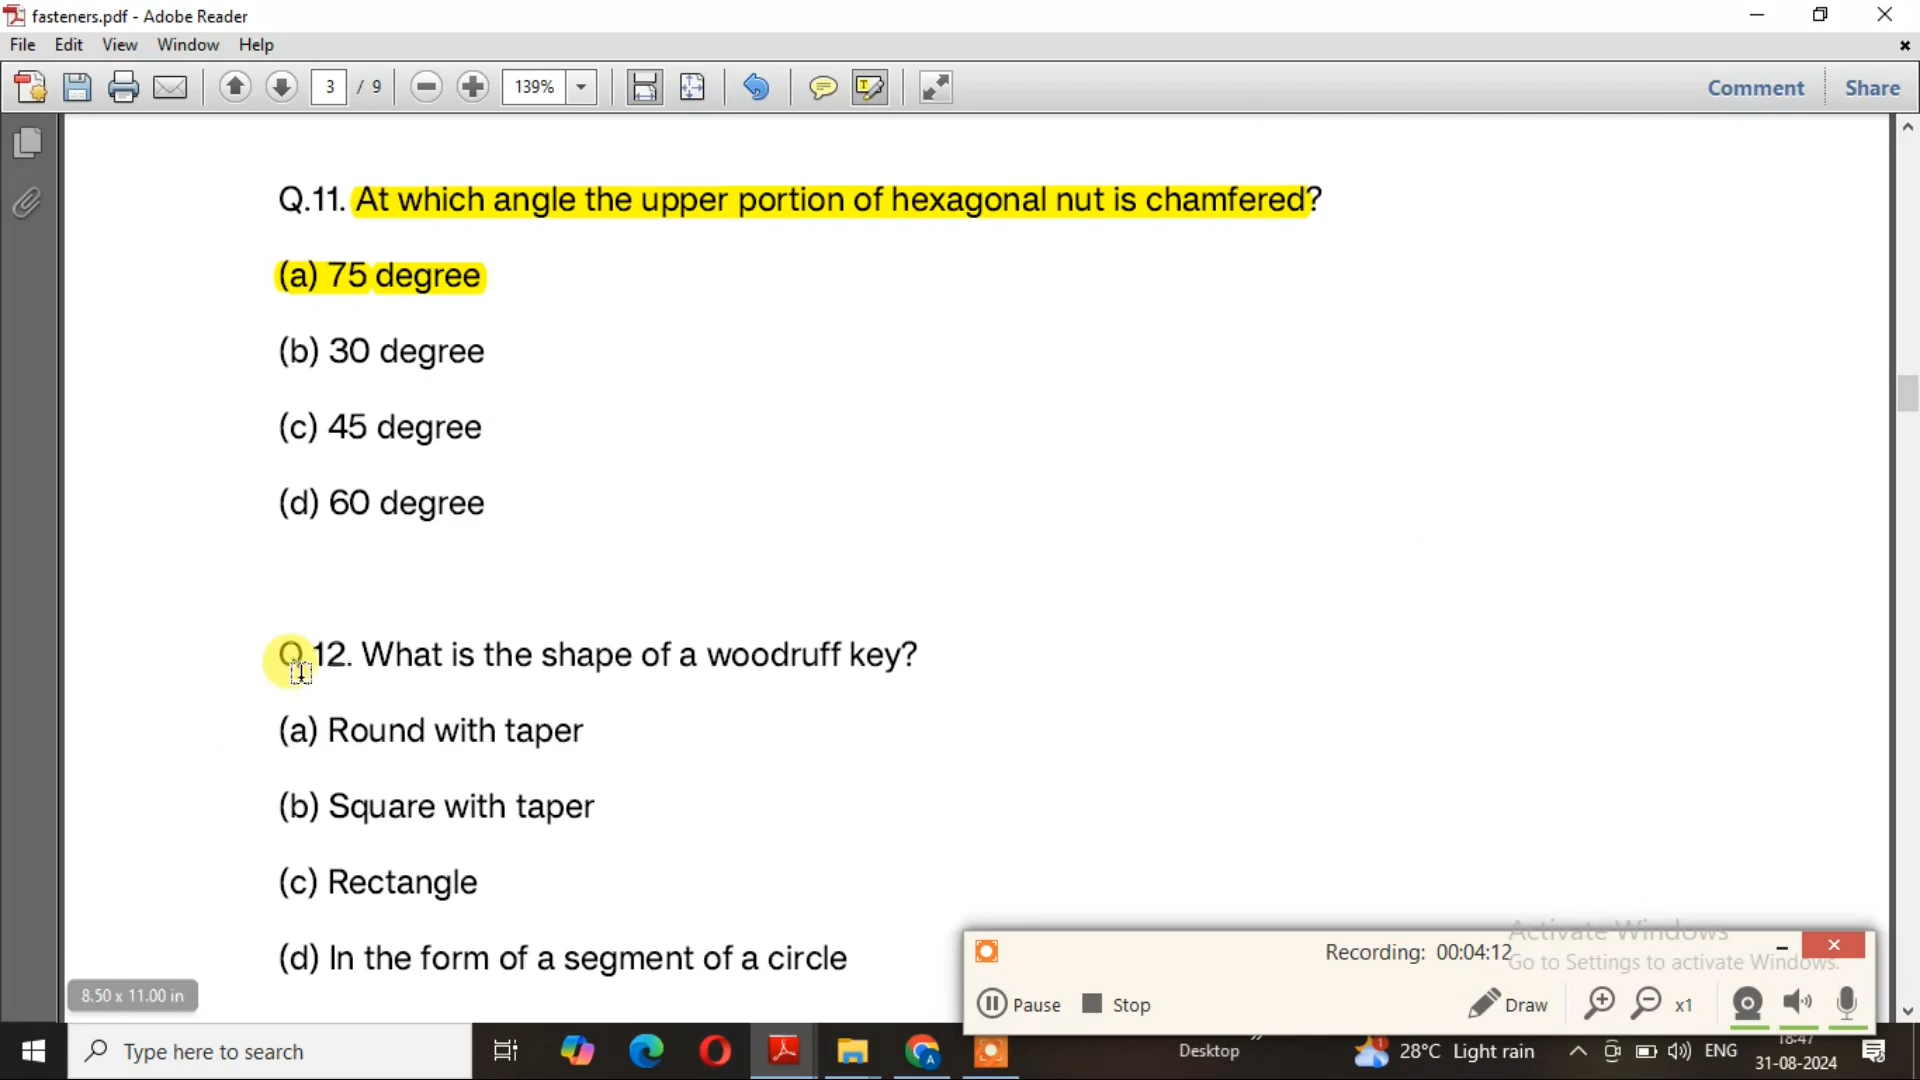 fasteners.pdf - Adobe Reader
File Edit View Window Help
3 / 9
139%
Comment Share
Q.11. At which angle the upper portion of hexagonal nut is chamfered?
(a) 75 degree
(b) 30 degree
(c) 45 degree
(d) 60 degree
Q.12. What is the shape of a woodruff key?
(a) Round with taper
(b) Square with taper
(c) Rectangle
(d) In the form of a segment of a circle
8.50 x 11.00 in
Activate Windows
Go to Settings to activate Windows.
Recording: 00:04:12
Pause Stop Draw x1
Type here to search
Desktop
28°C Light rain
ENG
18:47
31-08-2024